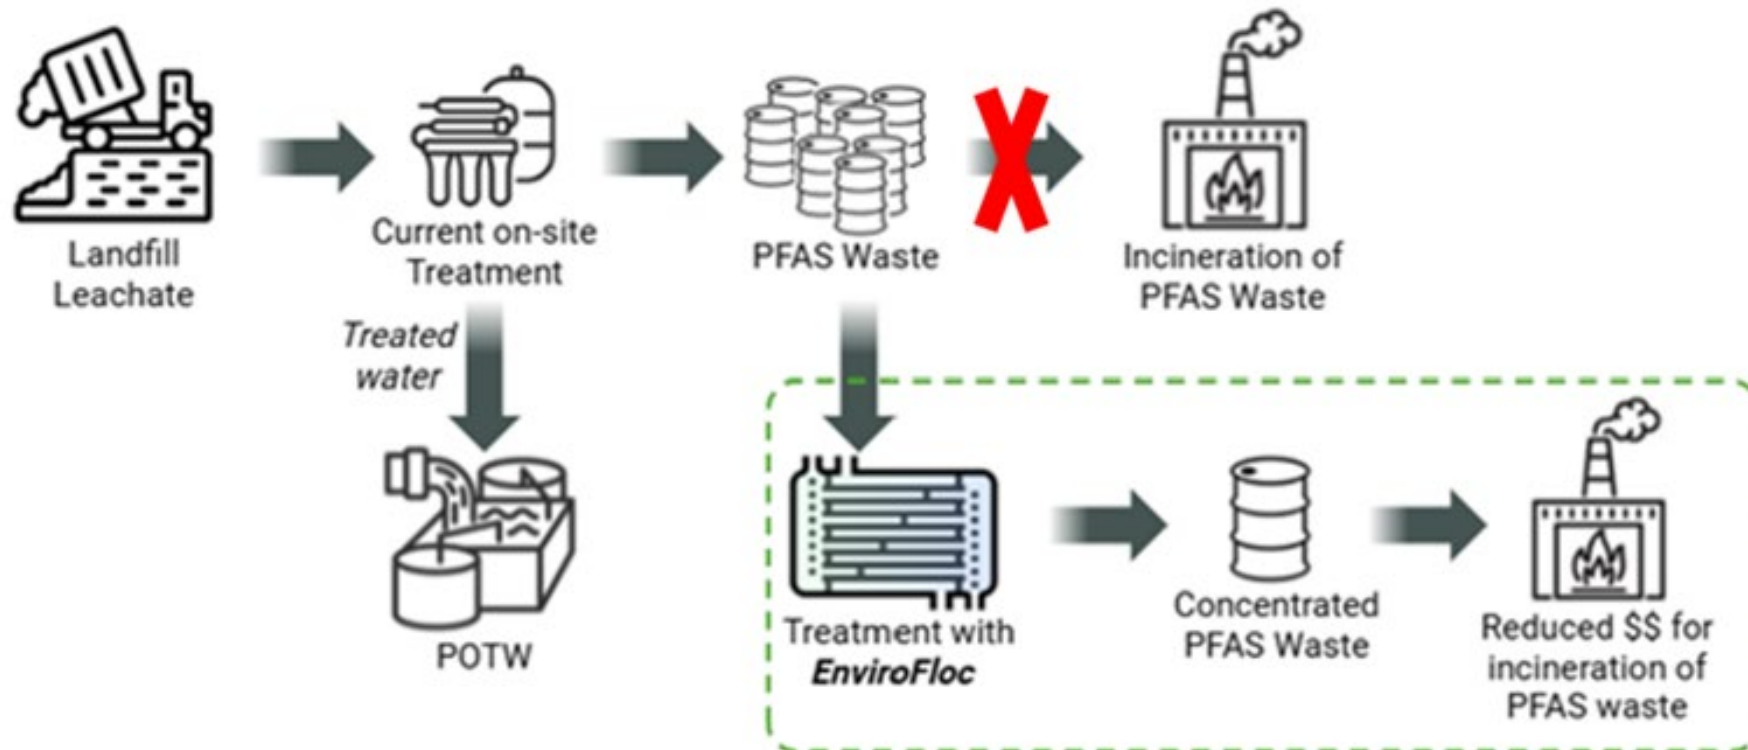 Landfill
Leachate
Current on-site
Treatment
PFAS Waste
Incineration of
PFAS Waste
Treated
water
POTW
Treatment with
EnviroFloc
Concentrated
PFAS Waste
Reduced $$ for
incineration of
PFAS waste